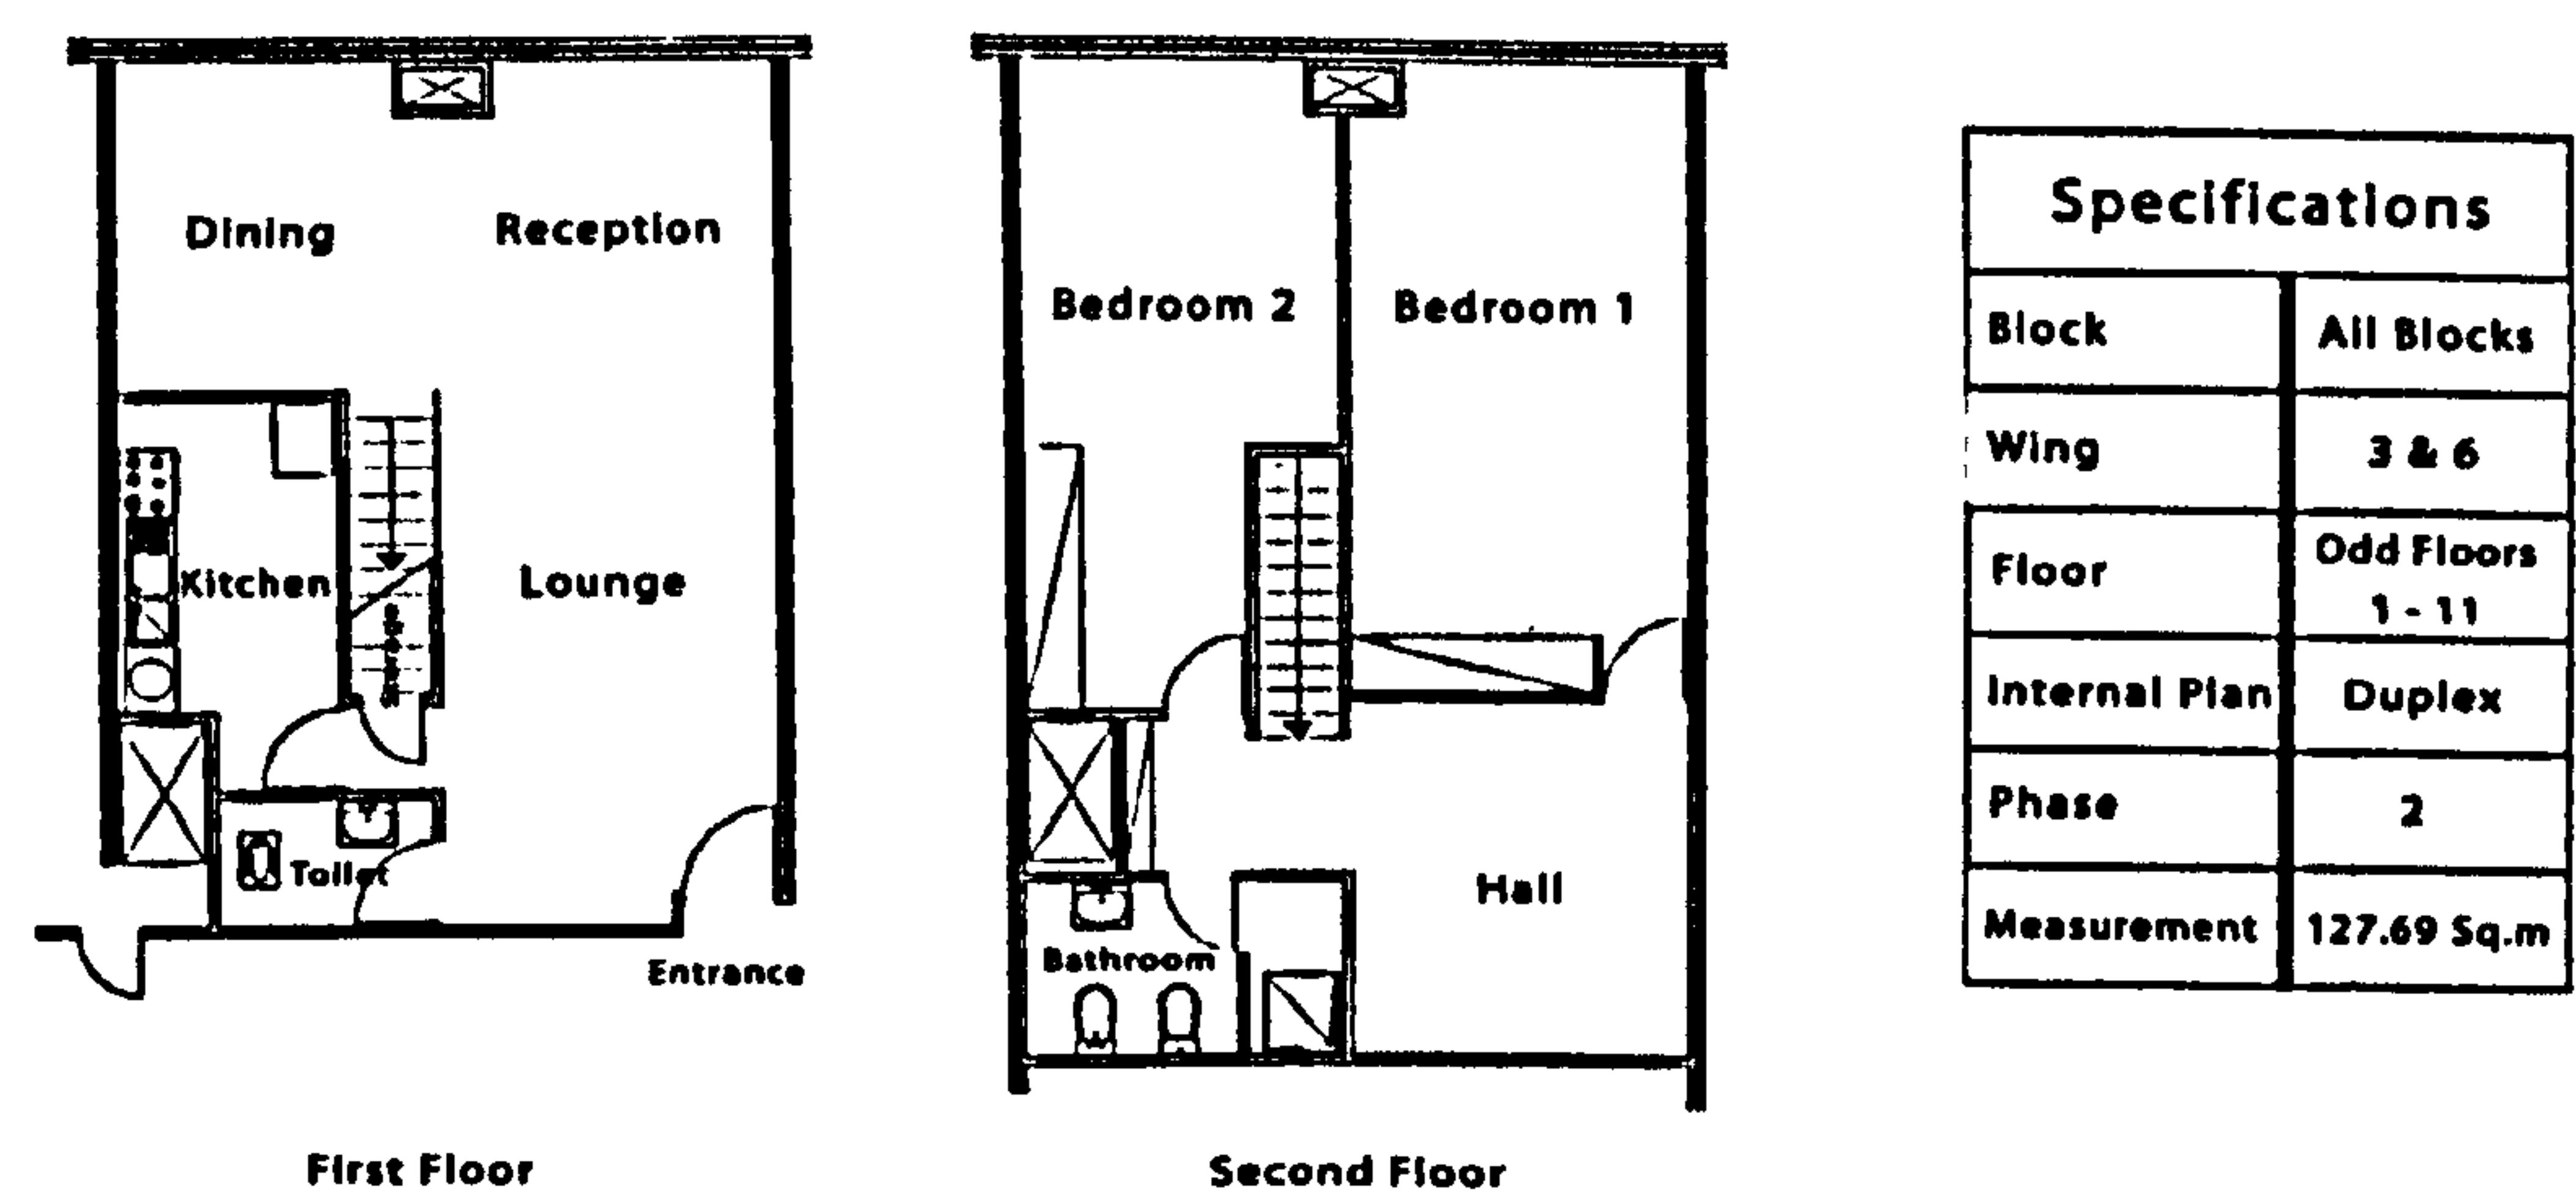 Dining
Reception
Kitchen
Storage
Lounge
Toilet
Entrance
First Floor
Bedroom 2
Bedroom 1
Hall
Bathroom
Second Floor
Specifications
Block All Blocks
Wing 3 & 6
Floor Odd Floors
1 - 11
Internal Plan Duplex
Phase 2
Measurement 127.69 Sq.m